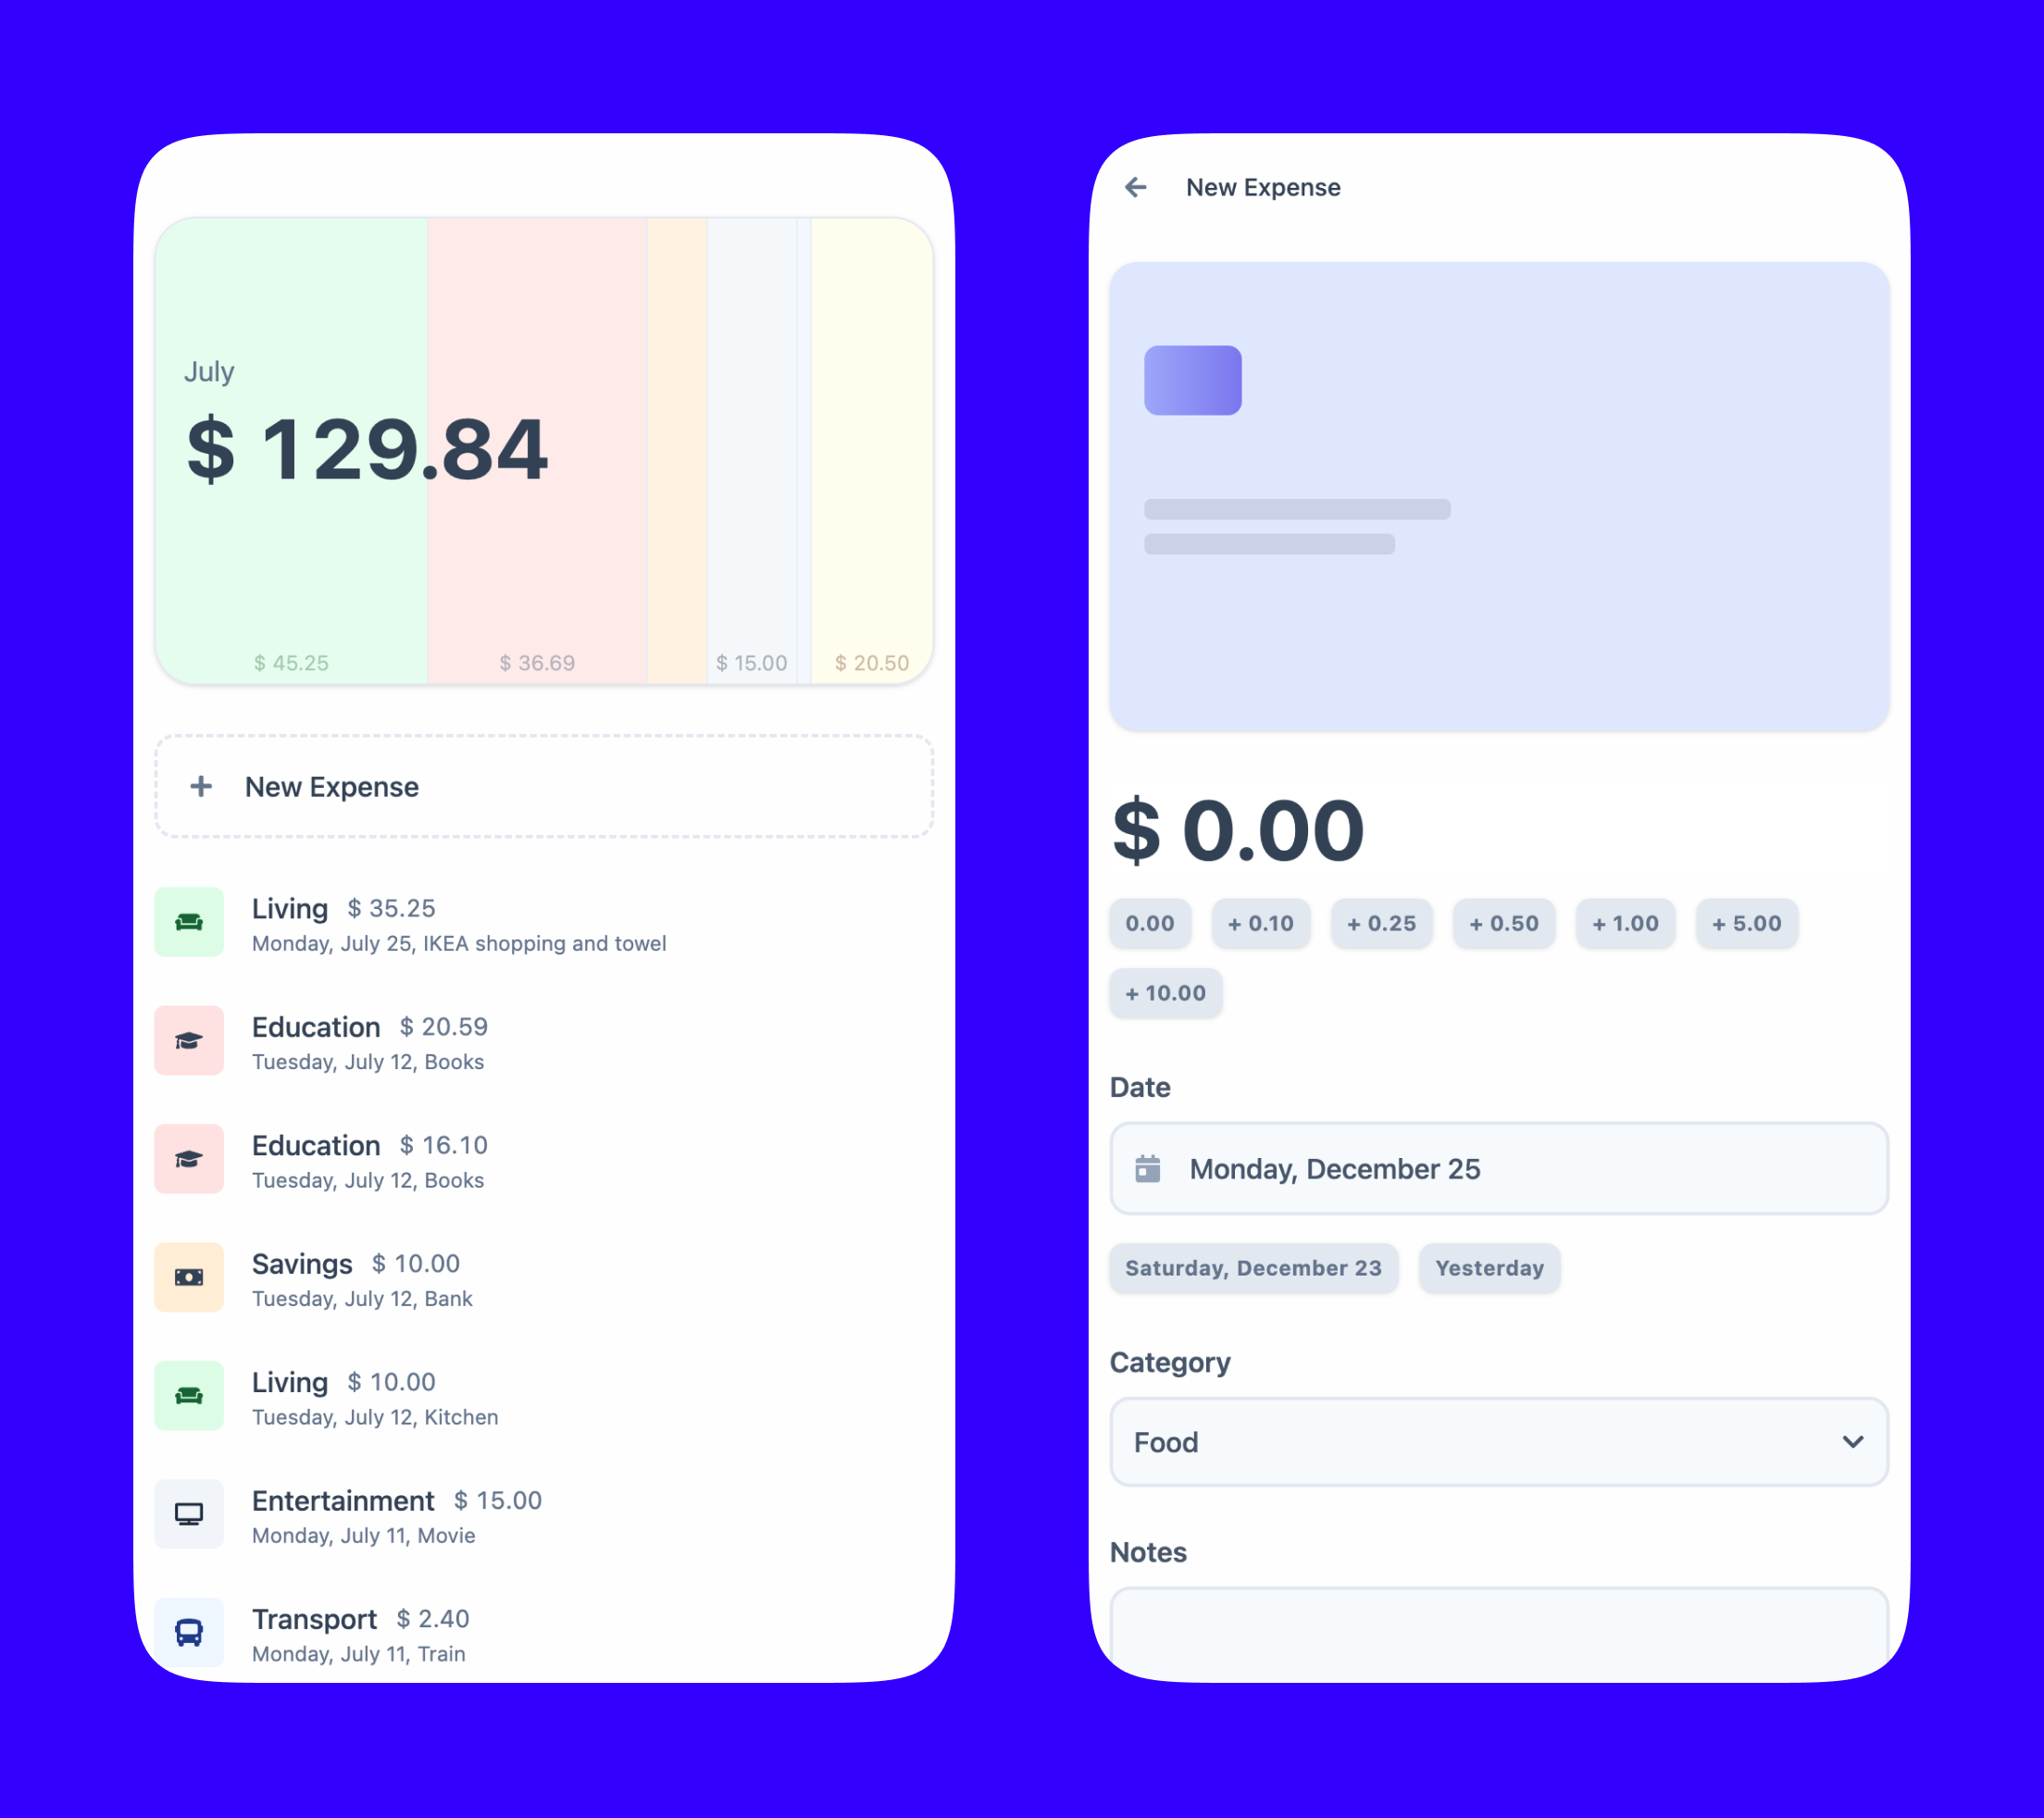 July
$ 129.84
$ 45.25
$ 36.69
$ 15.00
$ 20.50
+ New Expense
Living $ 35.25
Monday, July 25, IKEA shopping and towel
Education $ 20.59
Tuesday, July 12, Books
Education $ 16.10
Tuesday, July 12, Books
Savings $ 10.00
Tuesday, July 12, Bank
Living $ 10.00
Tuesday, July 12, Kitchen
Entertainment $ 15.00
Monday, July 11, Movie
Transport $ 2.40
Monday, July 11, Train
New Expense
$ 0.00
0.00 + 0.10 + 0.25 + 0.50 + 1.00 + 5.00
+ 10.00
Date
Monday, December 25
Saturday, December 23 Yesterday
Category
Food
Notes